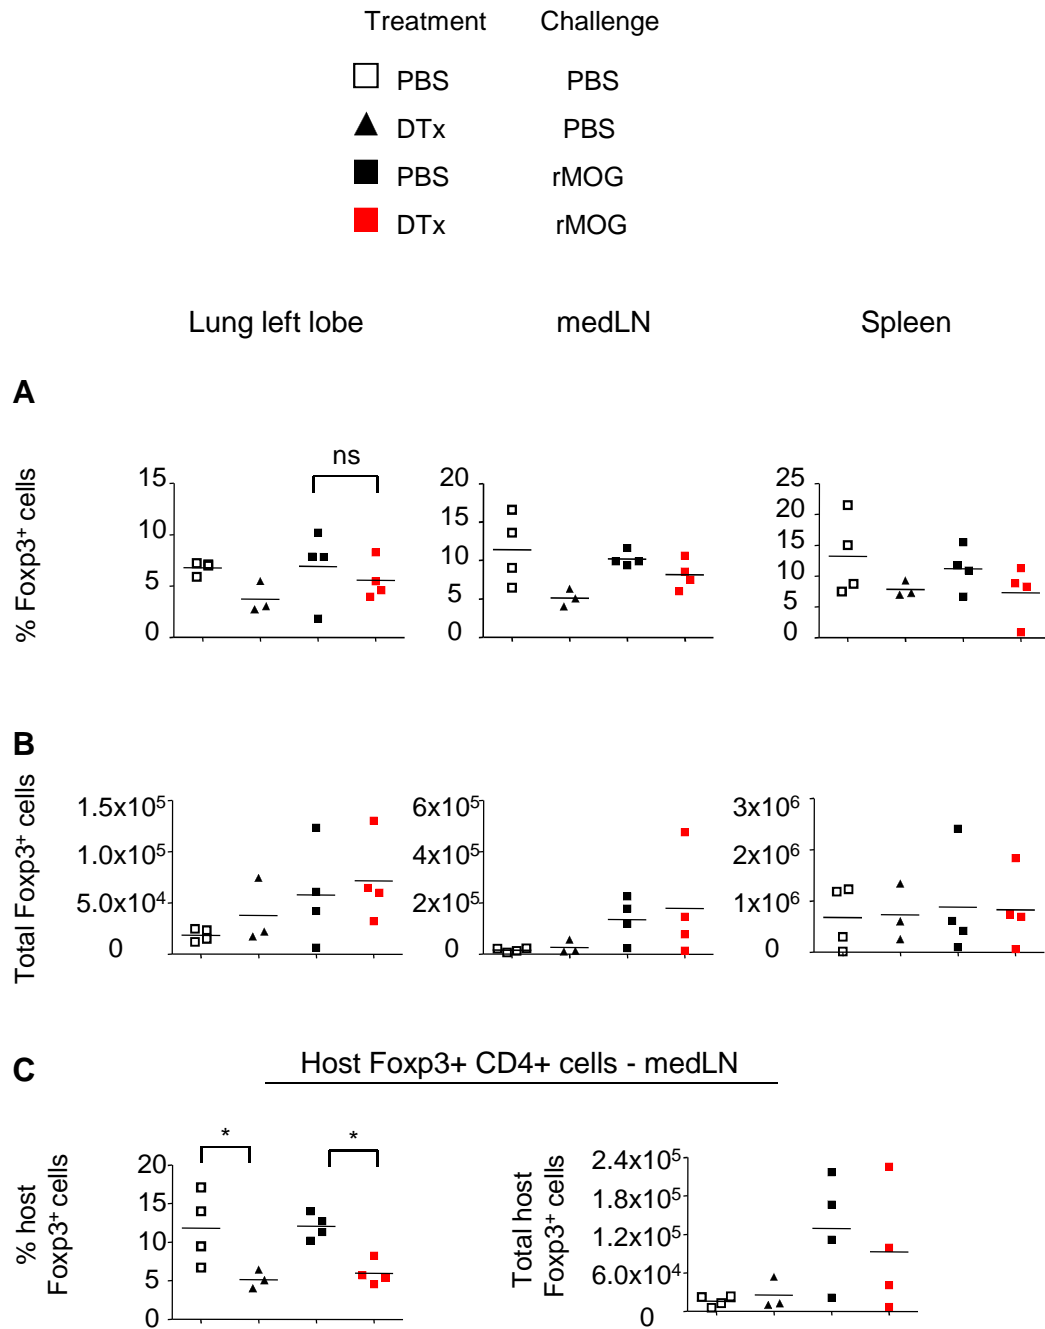 Treatment Challenge
PBS PBS
DTx PBS
PBS rMOG
DTx rMOG
Lung left lobe medLN Spleen
A
% Foxp3⁺ cells
ns
15
10
5
0
20
15
10
5
0
25
20
15
10
5
0
B
Total Foxp3⁺ cells
1.5x10⁵
1.0x10⁵
5.0x10⁴
0
6x10⁵
4x10⁵
2x10⁵
0
3x10⁶
2x10⁶
1x10⁶
0
C
Host Foxp3+ CD4+ cells - medLN
% host
Foxp3⁺ cells
* *
20
15
10
5
0
Total host
Foxp3⁺ cells
2.4x10⁵
1.8x10⁵
1.2x10⁵
6.0x10⁴
0